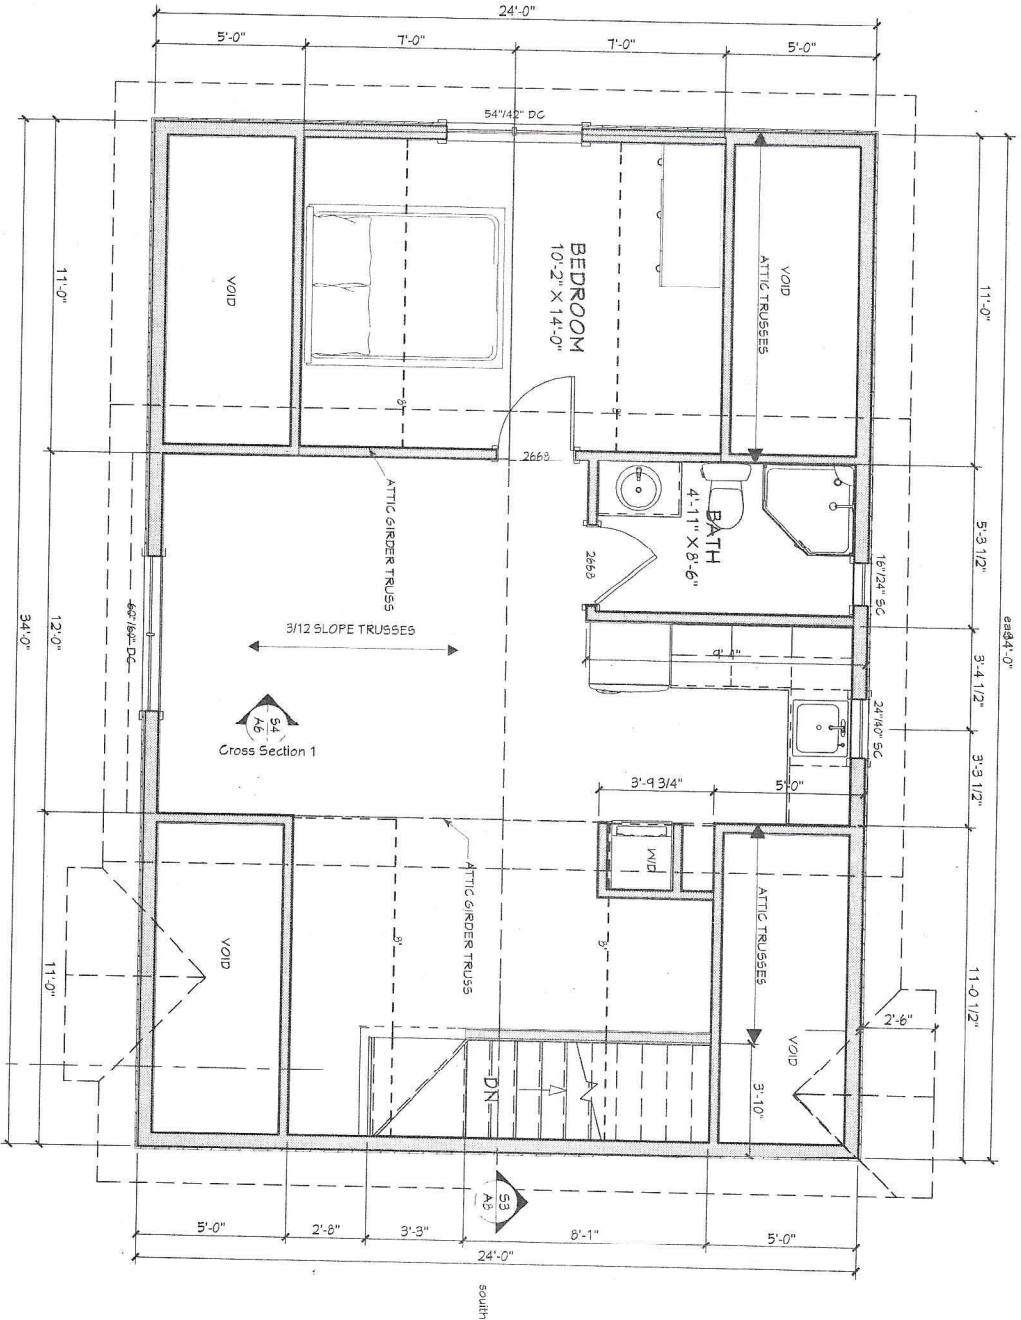 24'-0"
5'-0"
7'-0"
7'-0"
5'-0"
54"/42" DC
VOID
BEDROOM
10'-2" X 14'-0"
VOID
ATTIC TRUSSES
11'-0"
11'-0"
8'
8'
2668
ATTIC GIRDER TRUSS
BATH
4'-11" X 8'-6"
2668
16"/24" SC
5'-3 1/2"
34'-0"
12'-0"
60"/60" DC
3/12 SLOPE TRUSSES
9'-4"
3'-4 1/2"
24"/40" SC
S4
A6
Cross Section 1
3'-9 3/4"
5'-0"
3'-3 1/2"
W/D
ATTIC GIRDER TRUSS
ATTIC TRUSSES
VOID
8'
8'
11'-0"
11'-0 1/2"
2'-6"
VOID
DN
3'-10"
S3
A8
5'-0"
2'-8"
3'-3"
8'-1"
5'-0"
24'-0"
souith